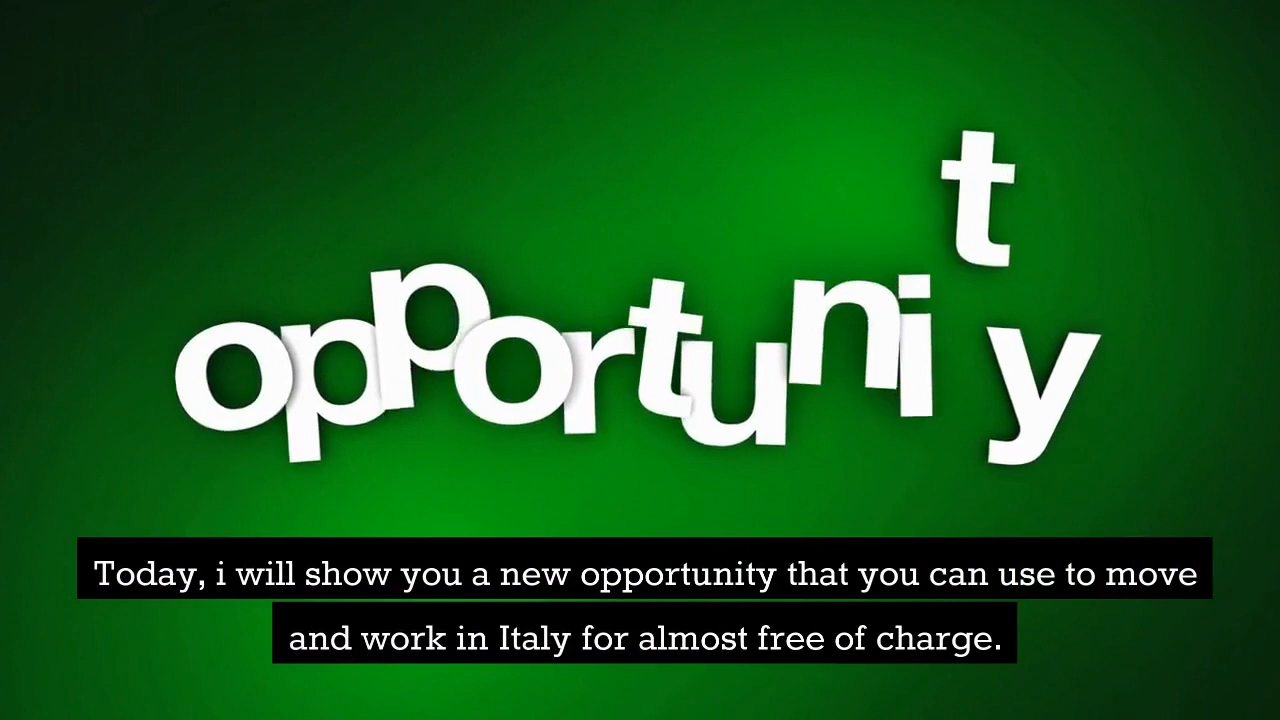 opportunity
Today, i will show you a new opportunity that you can use to move
and work in Italy for almost free of charge.